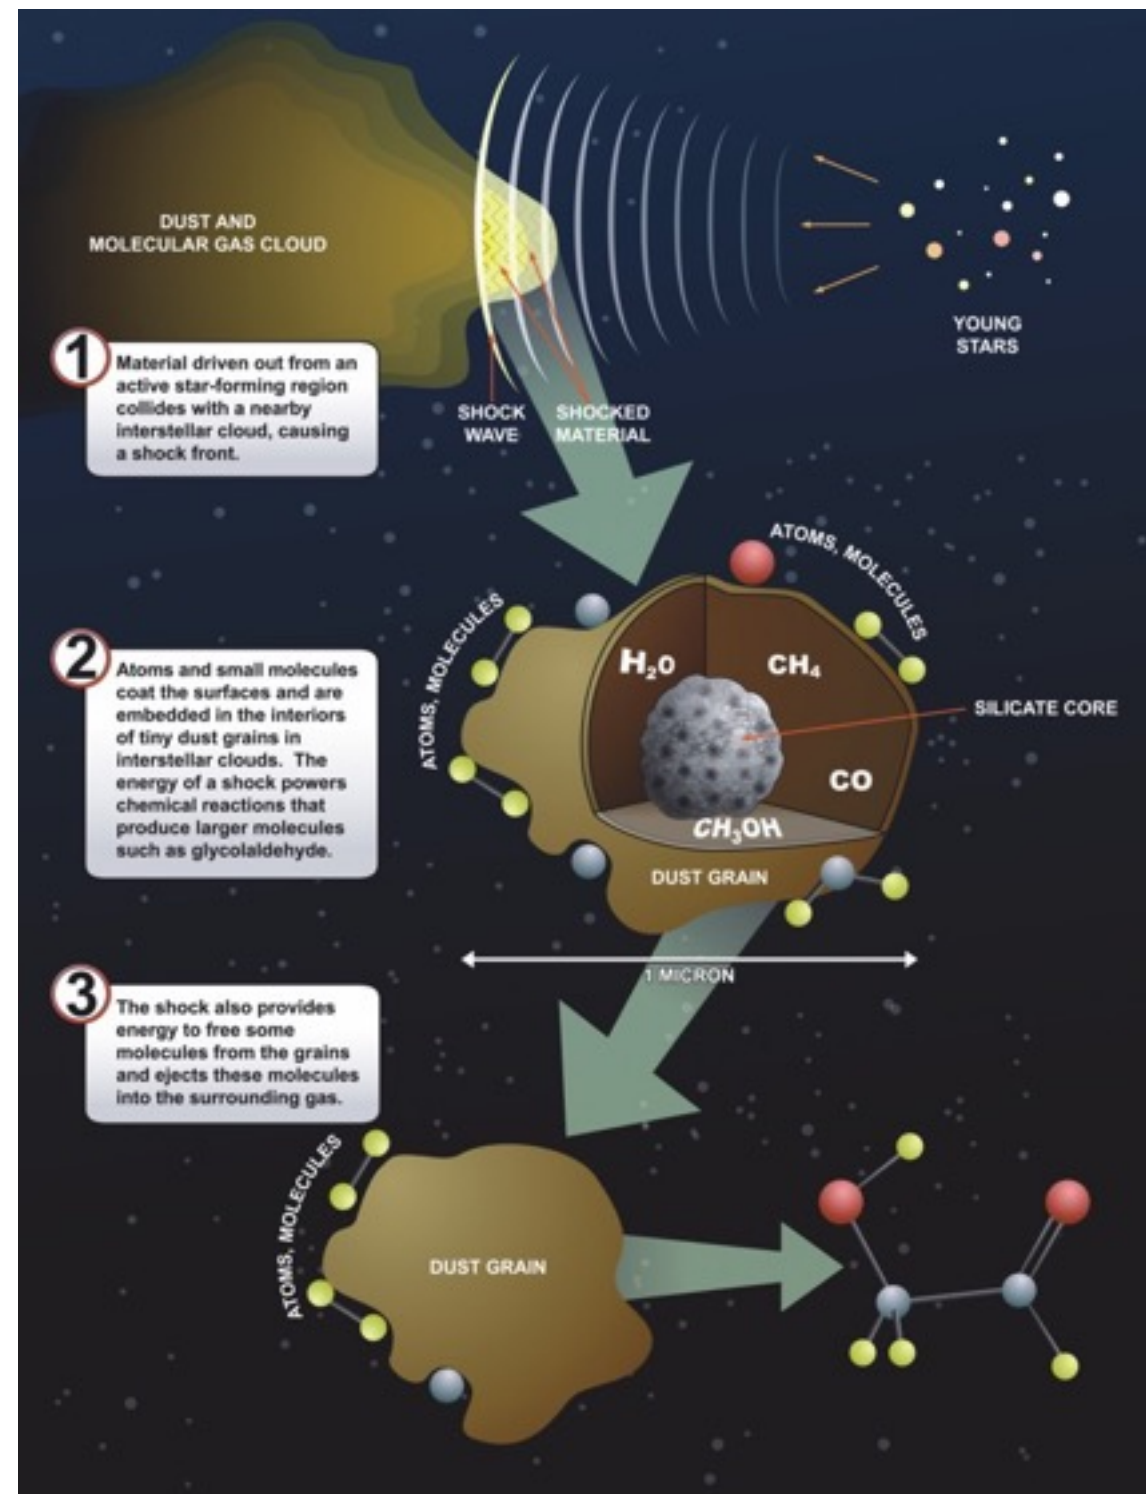 DUST AND
MOLECULAR GAS CLOUD
YOUNG
STARS
1
Material driven out from an
active star-forming region
collides with a nearby
interstellar cloud, causing
a shock front.
SHOCK
WAVE
SHOCKED
MATERIAL
ATOMS, MOLECULES
ATOMS, MOLECULES
2
Atoms and small molecules
coat the surfaces and are
embedded in the interiors
of tiny dust grains in
interstellar clouds. The
energy of a shock powers
chemical reactions that
produce larger molecules
such as glycolaldehyde.
H₂O
CH₄
SILICATE CORE
CO
CH₃OH
DUST GRAIN
1 MICRON
3
The shock also provides
energy to free some
molecules from the grains
and ejects these molecules
into the surrounding gas.
ATOMS, MOLECULES
DUST GRAIN